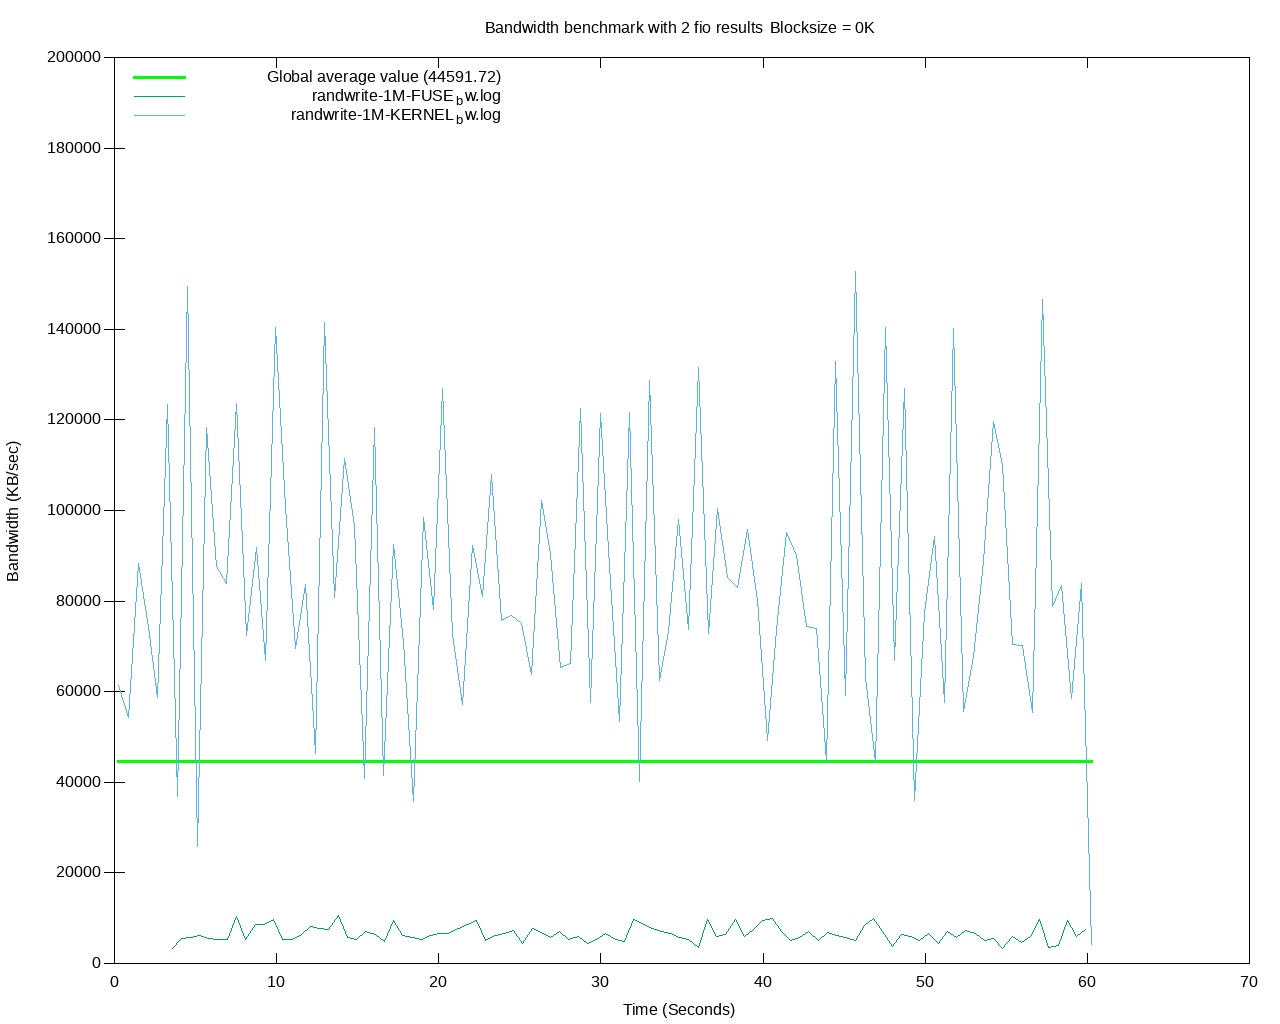 Bandwidth benchmark with 2 fio results Blocksize = 0K
200000
180000
160000
140000
120000
100000
80000
60000
40000
20000
0
Global average value (44591.72)
randwrite-1M-FUSE_bw.log
randwrite-1M-KERNEL_bw.log
Bandwidth (KB/sec)
0 10 20 30 40 50 60 70
Time (Seconds)